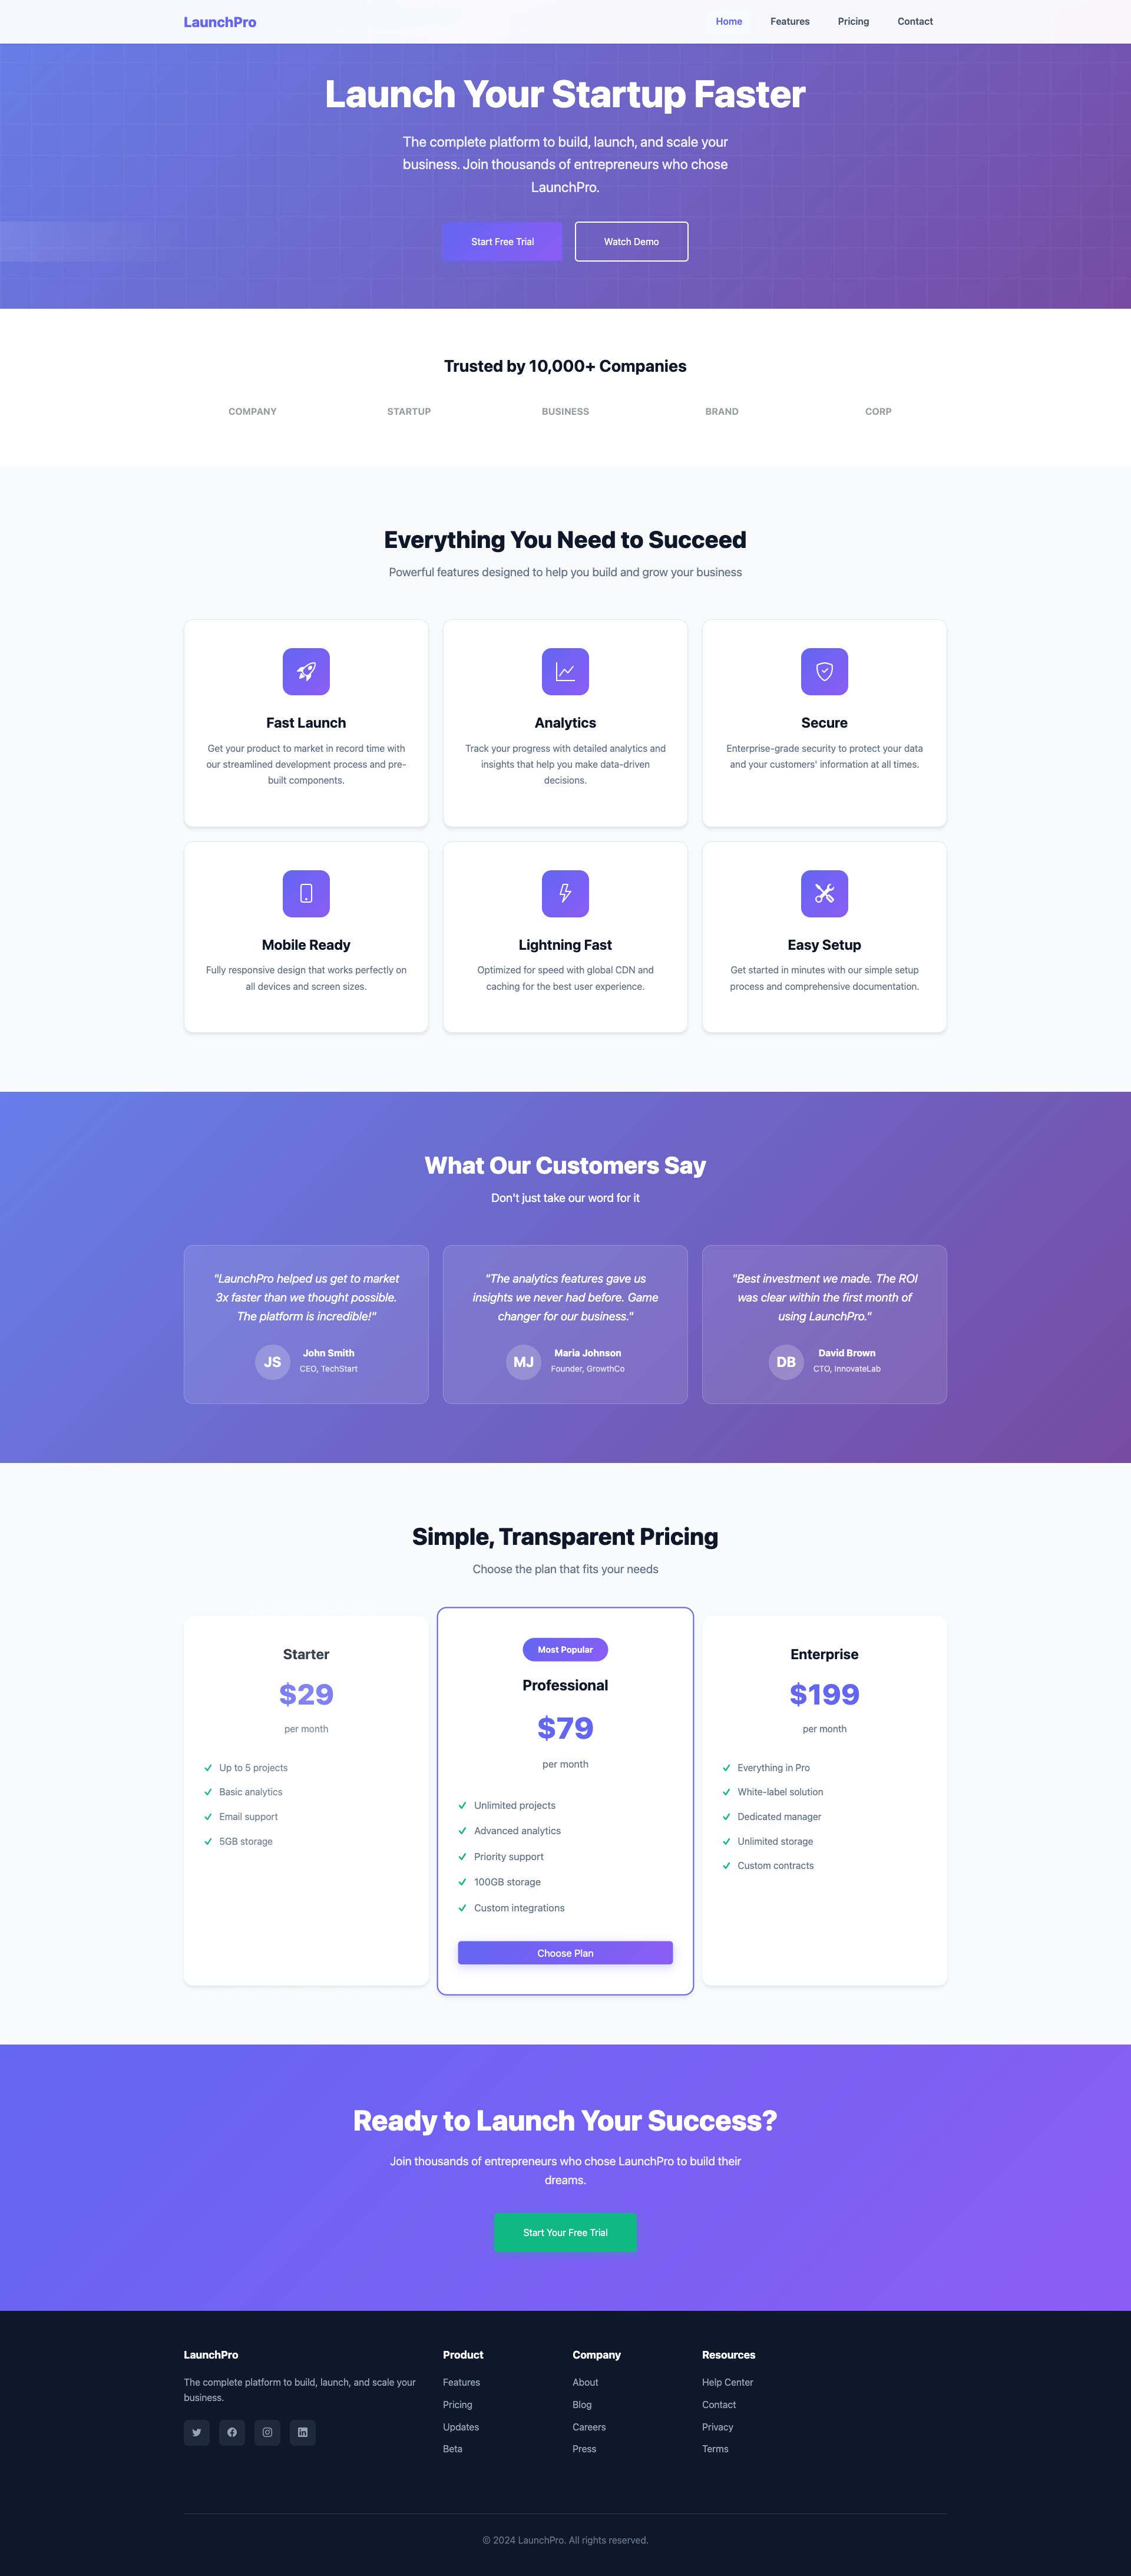 LaunchPro
Home
Features
Pricing
Contact
Launch Your Startup Faster
The complete platform to build, launch, and scale your
business. Join thousands of entrepreneurs who chose
LaunchPro.
Start Free Trial
Watch Demo
Trusted by 10,000+ Companies
COMPANY
STARTUP
BUSINESS
BRAND
CORP
Everything You Need to Succeed
Powerful features designed to help you build and grow your business
Fast Launch
Get your product to market in record time with
our streamlined development process and pre-
built components.
Analytics
Track your progress with detailed analytics and
insights that help you make data-driven
decisions.
Secure
Enterprise-grade security to protect your data
and your customers' information at all times.
Mobile Ready
Fully responsive design that works perfectly on
all devices and screen sizes.
Lightning Fast
Optimized for speed with global CDN and
caching for the best user experience.
Easy Setup
Get started in minutes with our simple setup
process and comprehensive documentation.
What Our Customers Say
Don't just take our word for it
"LaunchPro helped us get to market
3x faster than we thought possible.
The platform is incredible!"
JS
John Smith
CEO, TechStart
"The analytics features gave us
insights we never had before. Game
changer for our business."
MJ
Maria Johnson
Founder, GrowthCo
"Best investment we made. The ROI
was clear within the first month of
using LaunchPro."
DB
David Brown
CTO, InnovateLab
Simple, Transparent Pricing
Choose the plan that fits your needs
Starter
$29
per month
Up to 5 projects
Basic analytics
Email support
5GB storage
Most Popular
Professional
$79
per month
Unlimited projects
Advanced analytics
Priority support
100GB storage
Custom integrations
Choose Plan
Enterprise
$199
per month
Everything in Pro
White-label solution
Dedicated manager
Unlimited storage
Custom contracts
Ready to Launch Your Success?
Join thousands of entrepreneurs who chose LaunchPro to build their
dreams.
Start Your Free Trial
LaunchPro
The complete platform to build, launch, and scale your
business.
Product
Features
Pricing
Updates
Beta
Company
About
Blog
Careers
Press
Resources
Help Center
Contact
Privacy
Terms
© 2024 LaunchPro. All rights reserved.